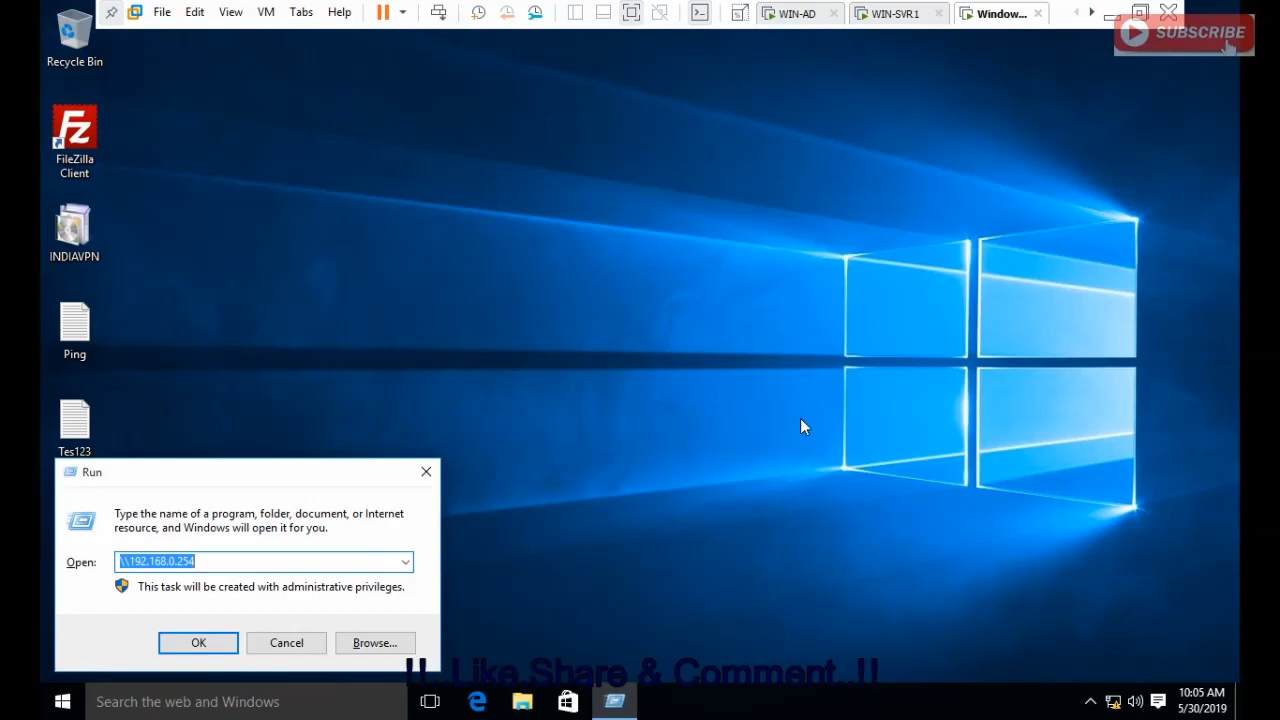 File Edit View VM Tabs Help
WIN-AD
WIN-SVR1
Window...
SUBSCRIBE
Recycle Bin
FileZilla
Client
INDIAVPN
Ping
Tes123
Run
Type the name of a program, folder, document, or Internet
resource, and Windows will open it for you.
Open: \\192.168.0.254
This task will be created with administrative privileges.
OK Cancel Browse...
!!..Like,Share & Comment..!!
Search the web and Windows
10:05 AM
5/30/2019